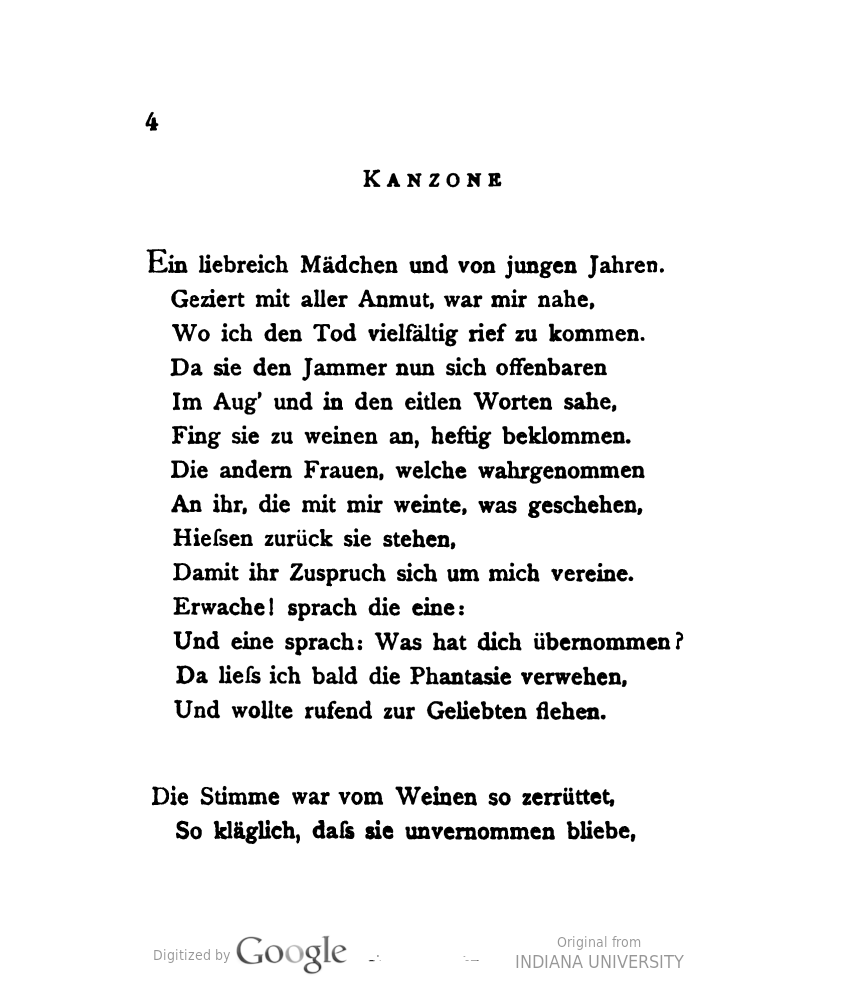 4
KANZONE
Ein liebreich Mädchen und von jungen Jahren.
Geziert mit aller Anmut, war mir nahe,
Wo ich den Tod vielfältig rief zu kommen.
Da sie den Jammer nun sich offenbaren
Im Aug' und in den eitlen Worten sahe,
Fing sie zu weinen an, heftig beklommen.
Die andern Frauen, welche wahrgenommen
An ihr, die mit mir weinte, was geschehen,
Hieſsen zurück sie stehen,
Damit ihr Zuspruch sich um mich vereine.
Erwache! sprach die eine:
Und eine sprach: Was hat dich übernommen?
Da lieſs ich bald die Phantasie verwehen,
Und wollte rufend zur Geliebten flehen.
Die Stimme war vom Weinen so zerrüttet,
So kläglich, daſs sie unvernommen bliebe,
Digitized by Google
Original from
INDIANA UNIVERSITY